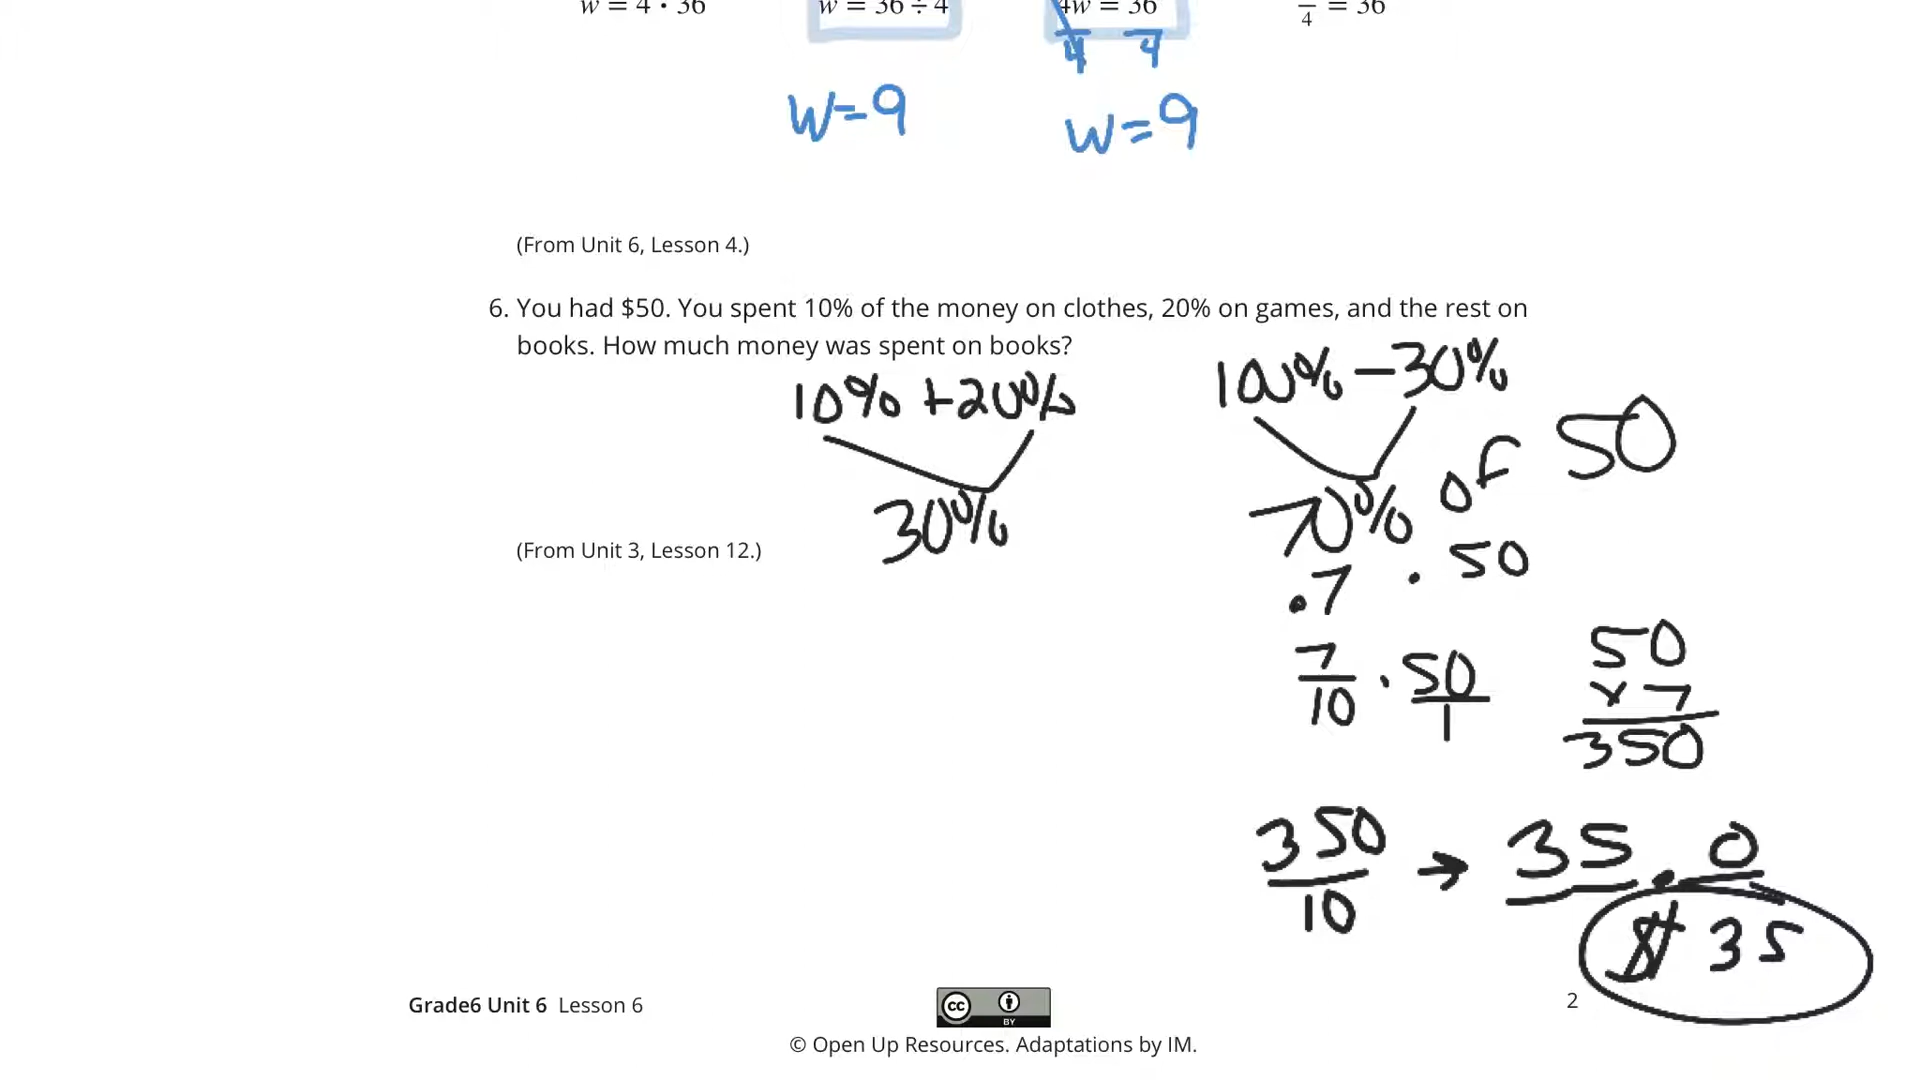 w = 4 • 36
w = 36 ÷ 4
4w = 36
4 4
4 = 36
w=9
w=9
(From Unit 6, Lesson 4.)
6. You had $50. You spent 10% of the money on clothes, 20% on games, and the rest on
books. How much money was spent on books?
10% +20%
30%
100% – 30%
70% of 50
.7 . 50
7/10 . 50/1
50
x 7
350
350/10 → 35.0
$35
(From Unit 3, Lesson 12.)
Grade6 Unit 6 Lesson 6
cc
BY
2
© Open Up Resources. Adaptations by IM.